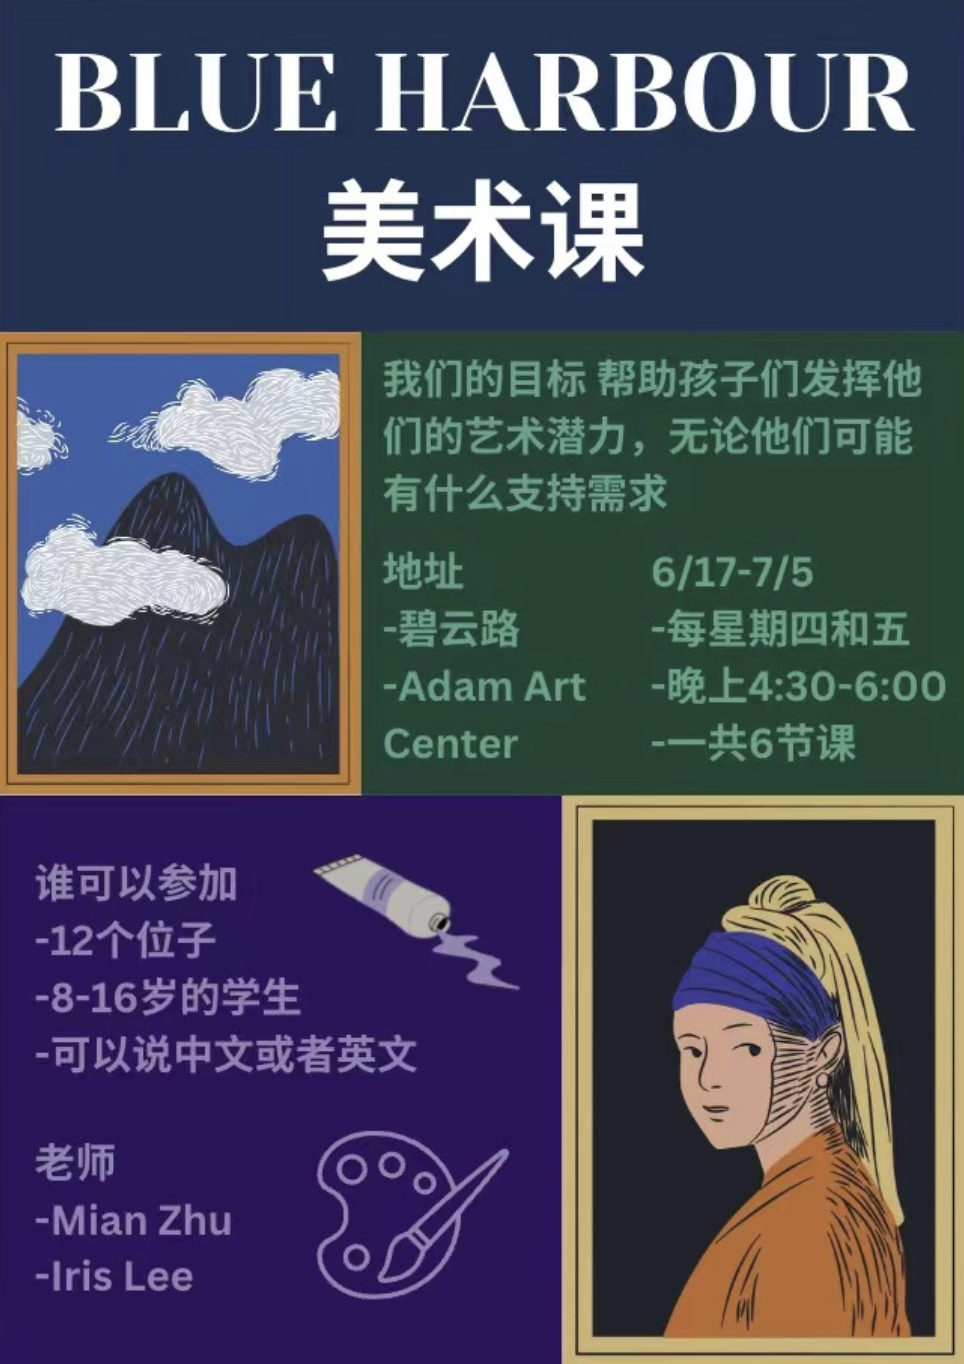 BLUE HARBOUR
美术课
我们的目标 帮助孩子们发挥他
们的艺术潜力，无论他们可能
有什么支持需求
地址
-碧云路
-Adam Art
Center
6/17-7/5
-每星期四和五
-晚上4:30-6:00
-一共6节课
谁可以参加
-12个位子
-8-16岁的学生
-可以说中文或者英文
老师
-Mian Zhu
-Iris Lee